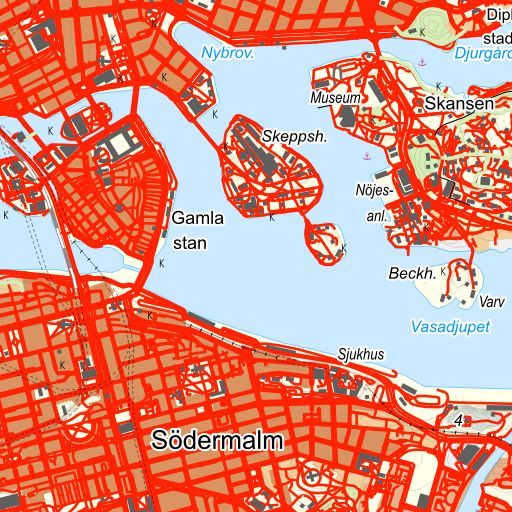 Dipl
stad
Nybrov.
Djurgård
Museum
Skansen
Skeppsh.
Nöjes-
anl.
Gamla
stan
Beckh.
Varv
Vasadjupet
Sjukhus
4
Södermalm
K
K
K
K
K
K
K
K
K
K
K
K